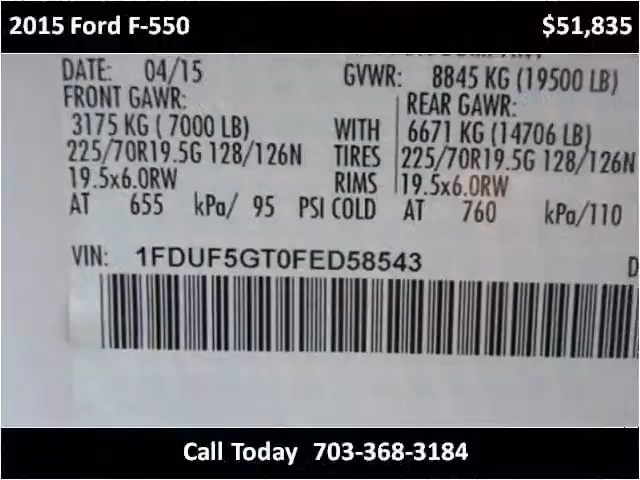 2015 Ford F-550 $51,835
DATE: 04/15 GVWR: 8845 KG (19500 LB)
FRONT GAWR: REAR GAWR:
3175 KG ( 7000 LB) WITH 6671 KG (14706 LB)
225/70R19.5G 128/126N TIRES 225/70R19.5G 128/126N
19.5x6.0RW RIMS 19.5x6.0RW
AT 655 kPa/ 95 PSI COLD AT 760 kPa/110
VIN: 1FDUF5GT0FED58543
Call Today 703-368-3184